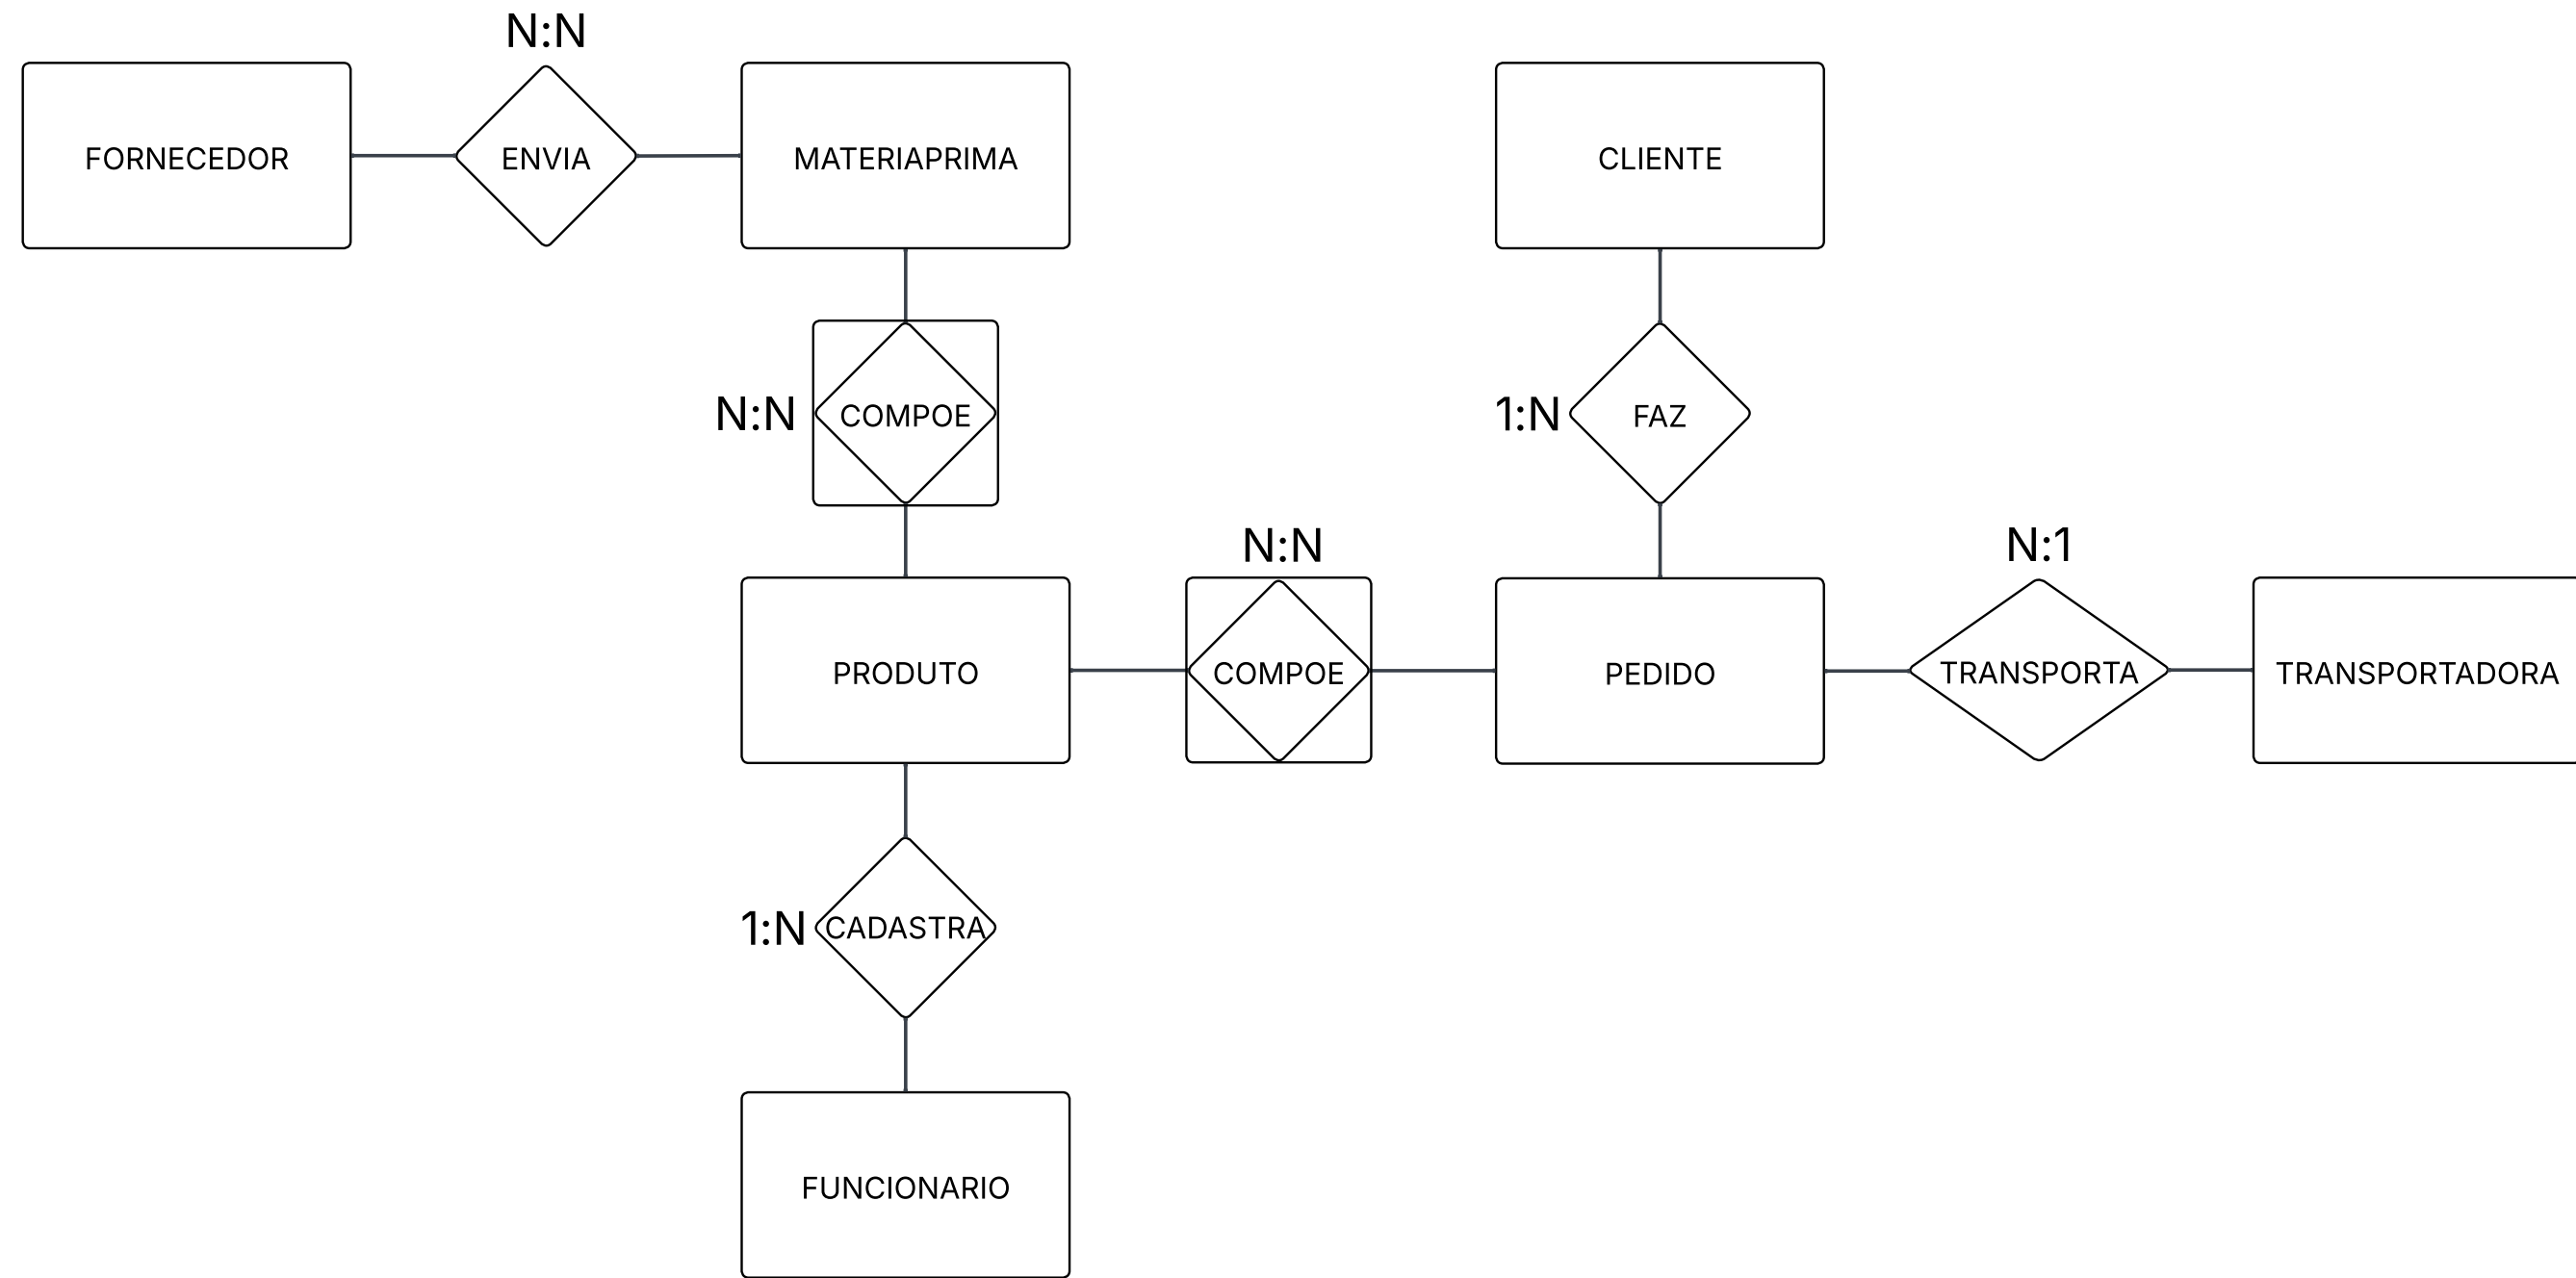 N:N
FORNECEDOR
ENVIA
MATERIAPRIMA
CLIENTE
N:N
COMPOE
1:N
FAZ
N:N
N:1
PRODUTO
COMPOE
PEDIDO
TRANSPORTA
TRANSPORTADORA
1:N
CADASTRA
FUNCIONARIO